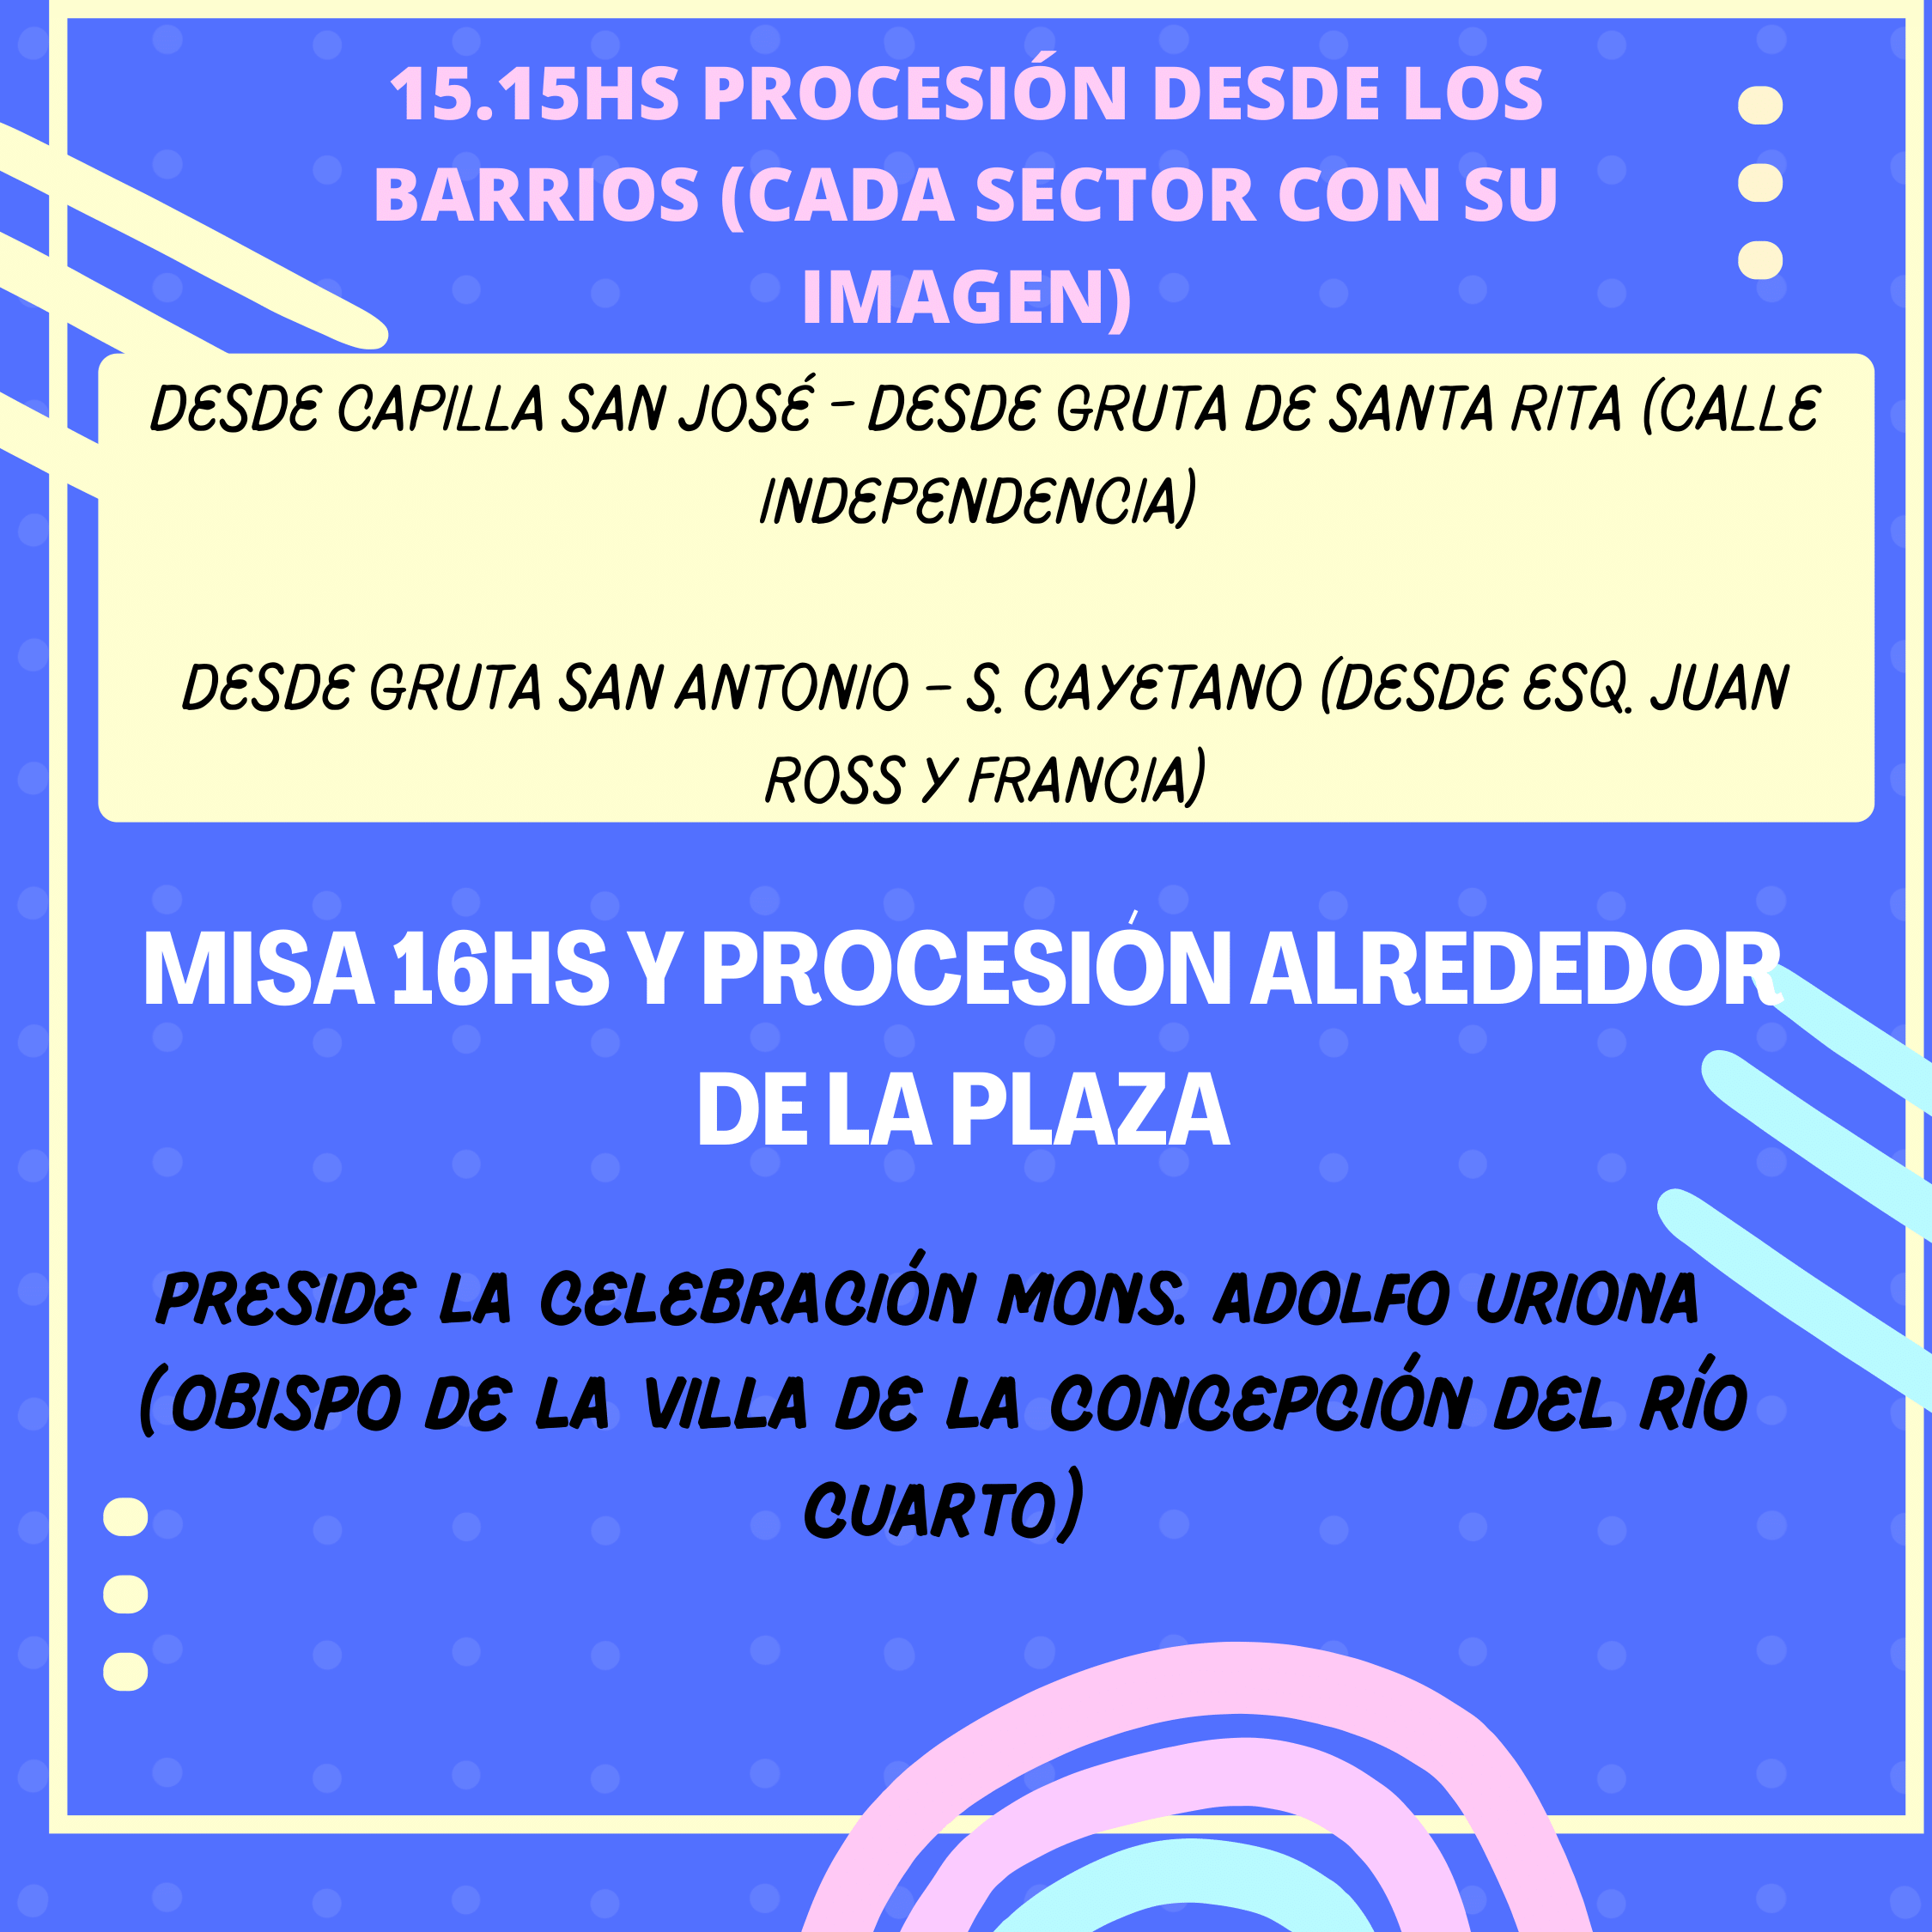 15.15HS PROCESIÓN DESDE LOS
BARRIOS (CADA SECTOR CON SU
IMAGEN)
DESDE CAPILLA SAN JOSÉ - DESDE GRUTA DE SANTA RITA (CALLE
INDEPENDENCIA)
DESDE GRUTA SAN ANTONIO - S. CAYETANO (DESDE ESQ. JUAN
ROSS Y FRANCIA)
MISA 16HS Y PROCESIÓN ALREDEDOR
DE LA PLAZA
PRESIDE LA CELEBRACIÓN MONS. ADOLFO URIONA
(OBISPO DE LA VILLA DE LA CONCEPCIÓN DEL RÍO
CUARTO)